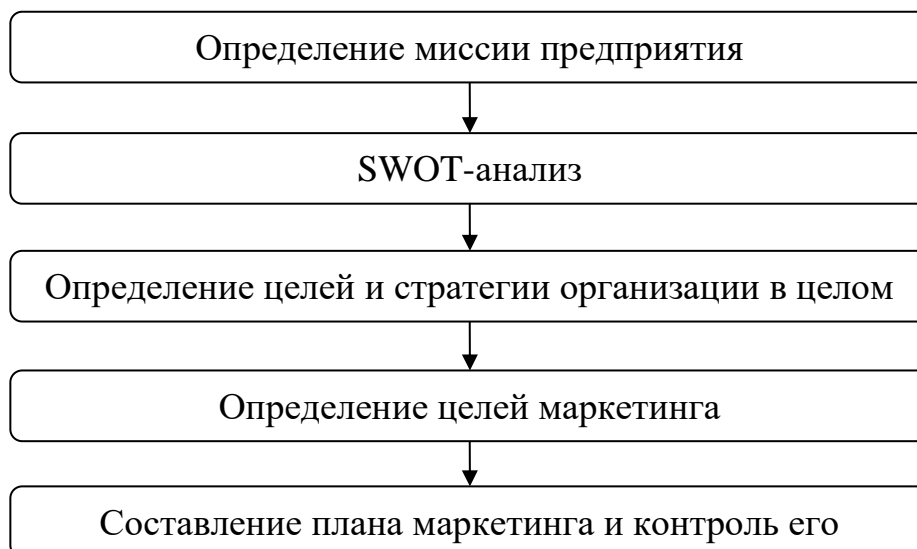 Определение миссии предприятия
SWOT-анализ
Определение целей и стратегии организации в целом
Определение целей маркетинга
Составление плана маркетинга и контроль его